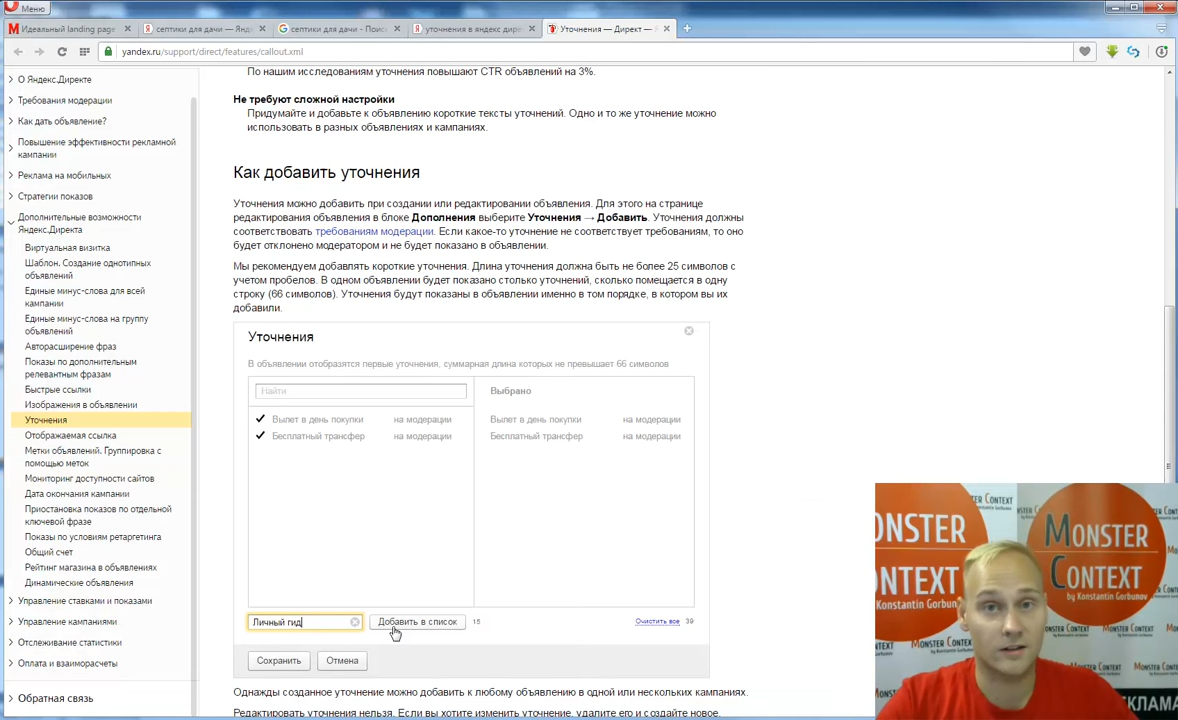 Меню
Идеальный landing page
септики для дачи — Янд
септики для дачи - Поис
уточнения в яндекс дирек
Уточнения — Директ —
yandex.ru/support/direct/features/callout.xml
О Яндекс.Директе
Требования модерации
Как дать объявление?
Повышение эффективности рекламной
кампании
Реклама на мобильных
Стратегии показов
Дополнительные возможности
Яндекс.Директа
Виртуальная визитка
Шаблон. Создание однотипных
объявлений
Единые минус-слова для всей
кампании
Единые минус-слова на группу
объявлений
Авторасширение фраз
Показы по дополнительным
релевантным фразам
Быстрые ссылки
Изображения в объявлении
Уточнения
Отображаемая ссылка
Метки объявлений. Группировка с
помощью меток
Мониторинг доступности сайтов
Дата окончания кампании
Приостановка показов по отдельной
ключевой фразе
Показы по условиям ретаргетинга
Общий счет
Рейтинг магазина в объявлениях
Динамические объявления
Управление ставками и показами
Управление кампаниями
Отслеживание статистики
Оплата и взаиморасчеты
Обратная связь
По нашим исследованиям уточнения повышают CTR объявлений на 3%.
Не требуют сложной настройки
Придумайте и добавьте к объявлению короткие тексты уточнений. Одно и то же уточнение можно
использовать в разных объявлениях и кампаниях.
Как добавить уточнения
Уточнения можно добавить при создании или редактировании объявления. Для этого на странице
редактирования объявления в блоке Дополнения выберите Уточнения → Добавить. Уточнения должны
соответствовать требованиям модерации. Если какое-то уточнение не соответствует требованиям, то оно
будет отклонено модератором и не будет показано в объявлении.
Мы рекомендуем добавлять короткие уточнения. Длина уточнения должна быть не более 25 символов с
учетом пробелов. В одном объявлении будет показано столько уточнений, сколько помещается в одну
строку (66 символов). Уточнения будут показаны в объявлении именно в том порядке, в котором вы их
добавили.
Уточнения
В объявлении отобразятся первые уточнения, суммарная длина которых не превышает 66 символов
Найти
Выбрано
Вылет в день покупки на модерации
Вылет в день покупки на модерации
Бесплатный трансфер на модерации
Бесплатный трансфер на модерации
Личный гид
Добавить в список
15
Очистить все
39
Сохранить
Отмена
Однажды созданное уточнение можно добавить к любому объявлению в одной или нескольких кампаниях.
Редактировать уточнения нельзя. Если вы хотите изменить уточнение, удалите его и создайте новое.
MONSTER
CONTEXT
by Konstantin Gorbunov
ONSTER
ONTEXT
onstantin Gorbun